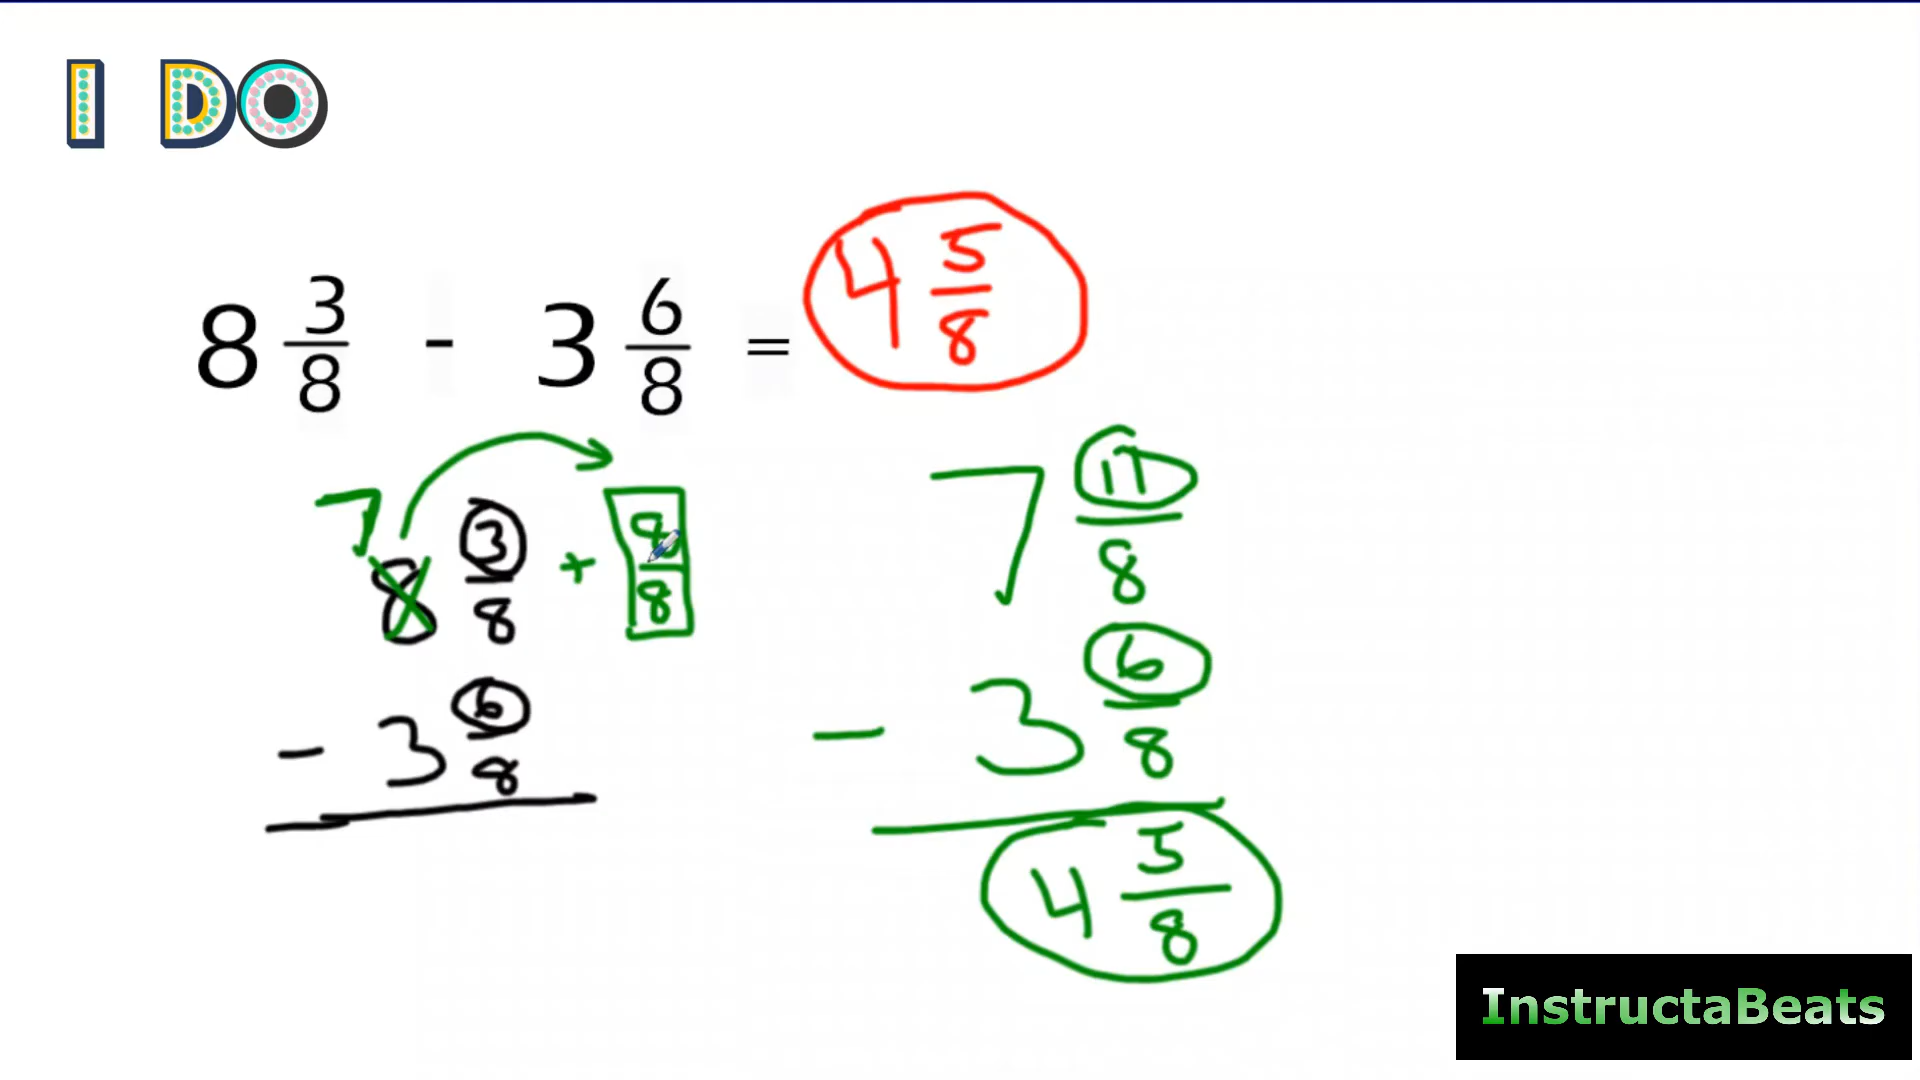 I DO
8 3/8 - 3 6/8 = 4 5/8
7
8 3/8 + 8/8
- 3 6/8
7 11/8
- 3 6/8
4 5/8
InstructaBeats